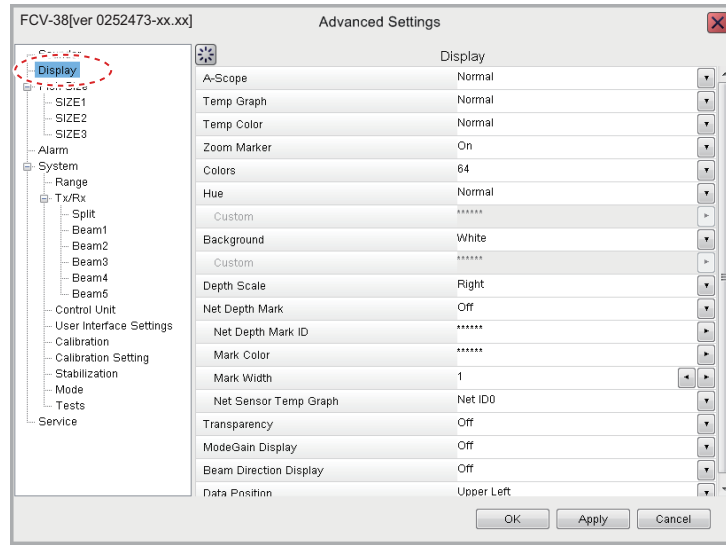 FCV-38[ver 0252473-xx.xx]
Advanced Settings
Display
SIZE1
SIZE2
SIZE3
Alarm
System
Range
Tx/Rx
Split
Beam1
Beam2
Beam3
Beam4
Beam5
Control Unit
User Interface Settings
Calibration
Calibration Setting
Stabilization
Mode
Tests
Service
Display
A-Scope Normal
Temp Graph Normal
Temp Color Normal
Zoom Marker On
Colors 64
Hue Normal
Custom ******
Background White
Custom ******
Depth Scale Right
Net Depth Mark Off
Net Depth Mark ID ******
Mark Color ******
Mark Width 1
Net Sensor Temp Graph Net ID0
Transparency Off
ModeGain Display Off
Beam Direction Display Off
Data Position Upper Left
OK Apply Cancel